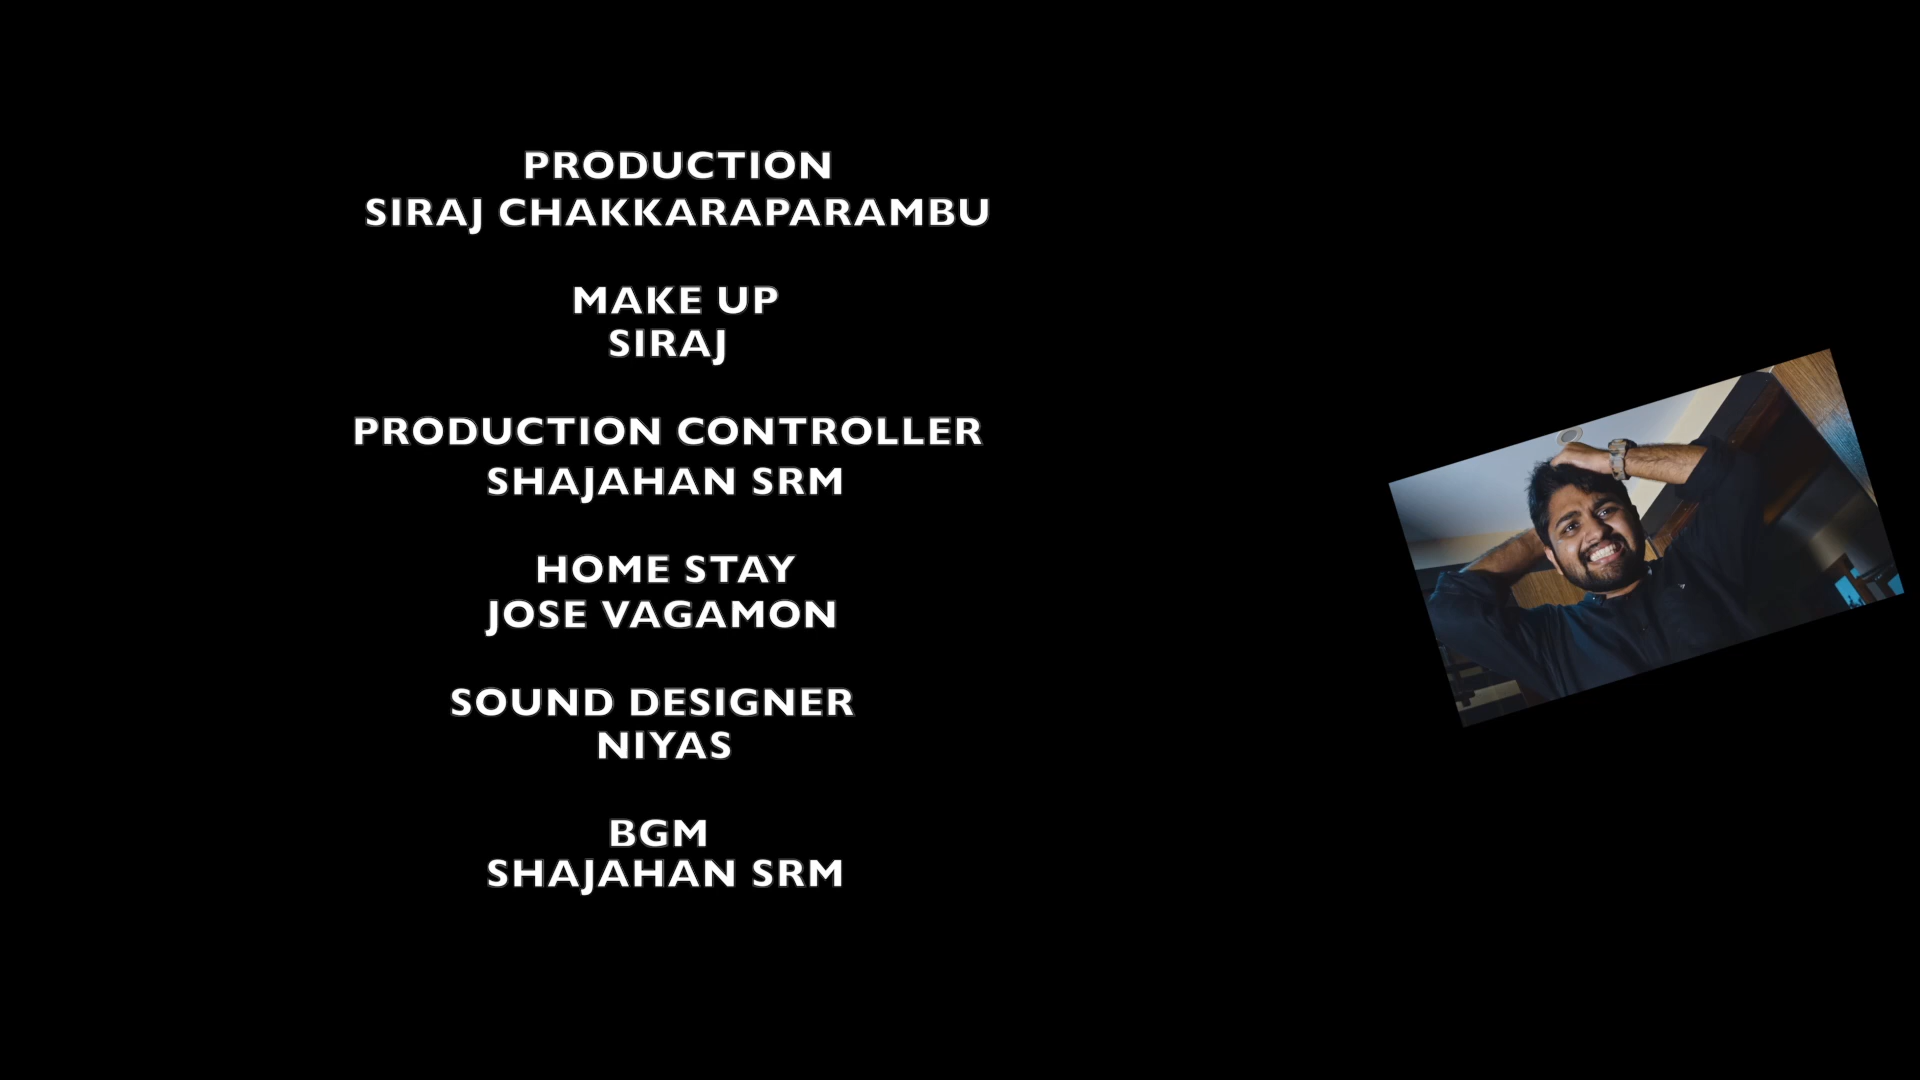 PRODUCTION
SIRAJ CHAKKARAPARAMBU
MAKE UP
SIRAJ
PRODUCTION CONTROLLER
SHAJAHAN SRM
HOME STAY
JOSE VAGAMON
SOUND DESIGNER
NIYAS
BGM
SHAJAHAN SRM